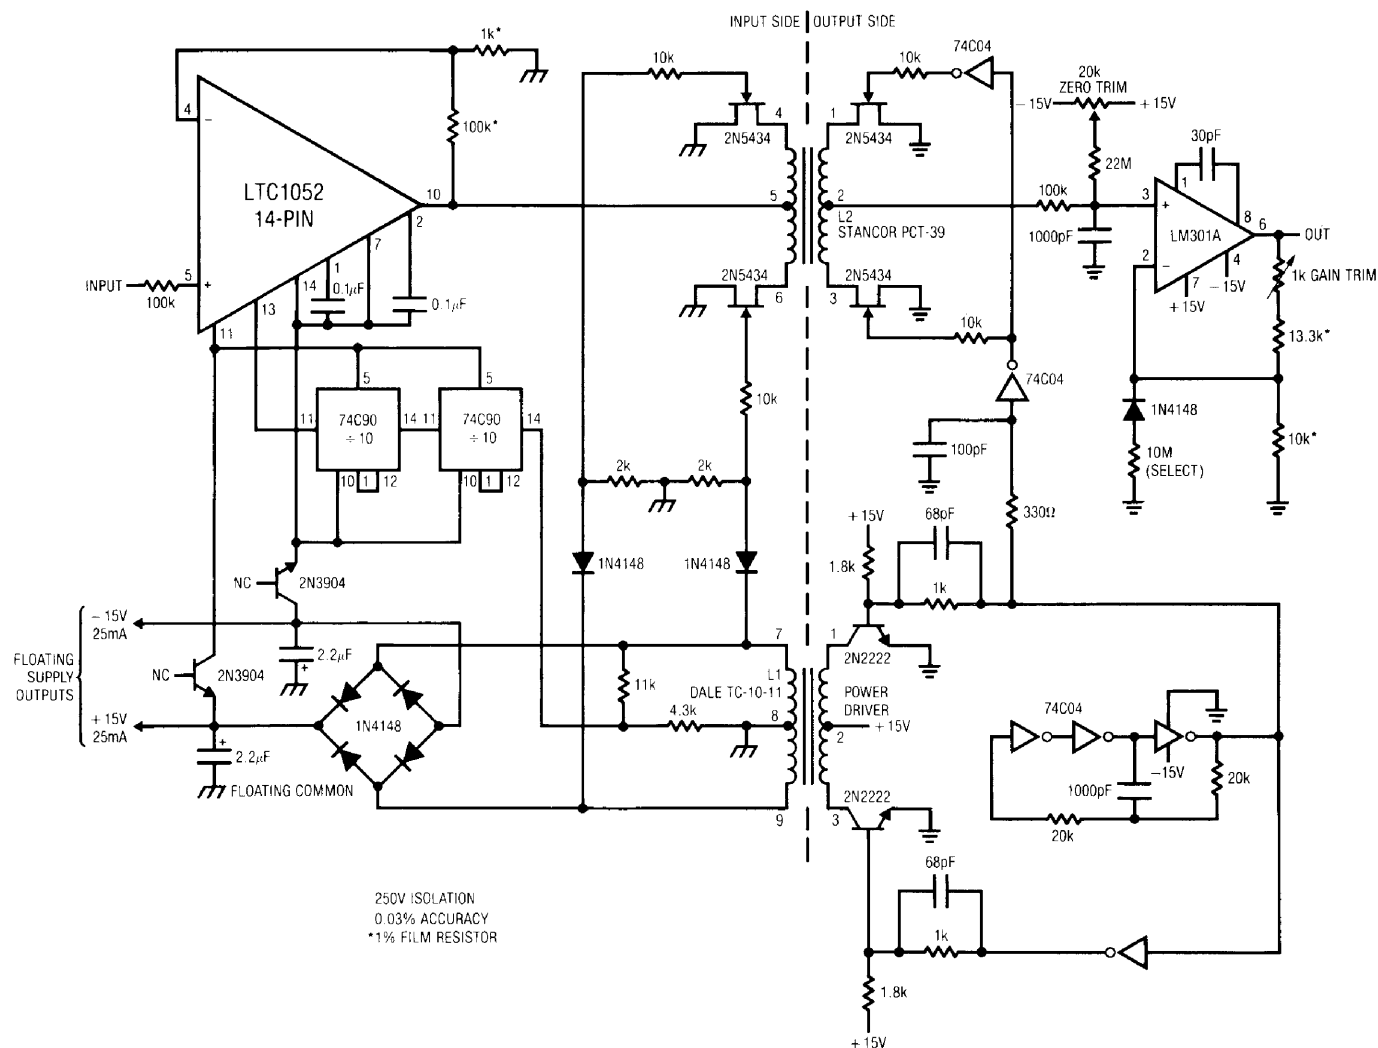 INPUT SIDE
OUTPUT SIDE
1k*
10k
10k
74C04
20k
ZERO TRIM
−15V
+15V
4
−
100k*
4
2N5434
1
2N5434
30pF
22M
LTC1052
14-PIN
10
5
2
L2
STANCOR PCT-39
100k
3
+
1
8
6
OUT
LM301A
1000pF
2
−
7
+15V
4
−15V
1k GAIN TRIM
2
7
1
14
0.1µF
0.1µF
INPUT
100k
5
+
13
11
2N5434
6
2N5434
3
10k
13.3k*
74C04
5
5
11
74C90
÷ 10
14
11
74C90
÷ 10
14
10
1
12
10
1
12
10k
1N4148
10M
(SELECT)
10k*
100pF
2k
2k
330Ω
+15V
68pF
1.8k
1k
NC
2N3904
1N4148
1N4148
− 15V
25mA
FLOATING
SUPPLY
OUTPUTS
+ 15V
25mA
NC
2N3904
2.2µF
+
7
1
2N2222
L1
DALE TC-10-11
11k
4.3k
8
POWER
DRIVER
+15V
2
1N4148
+
2.2µF
FLOATING COMMON
9
3
2N2222
74C04
−15V
1000pF
20k
20k
250V ISOLATION
0.03% ACCURACY
*1% FILM RESISTOR
68pF
1k
1.8k
+15V